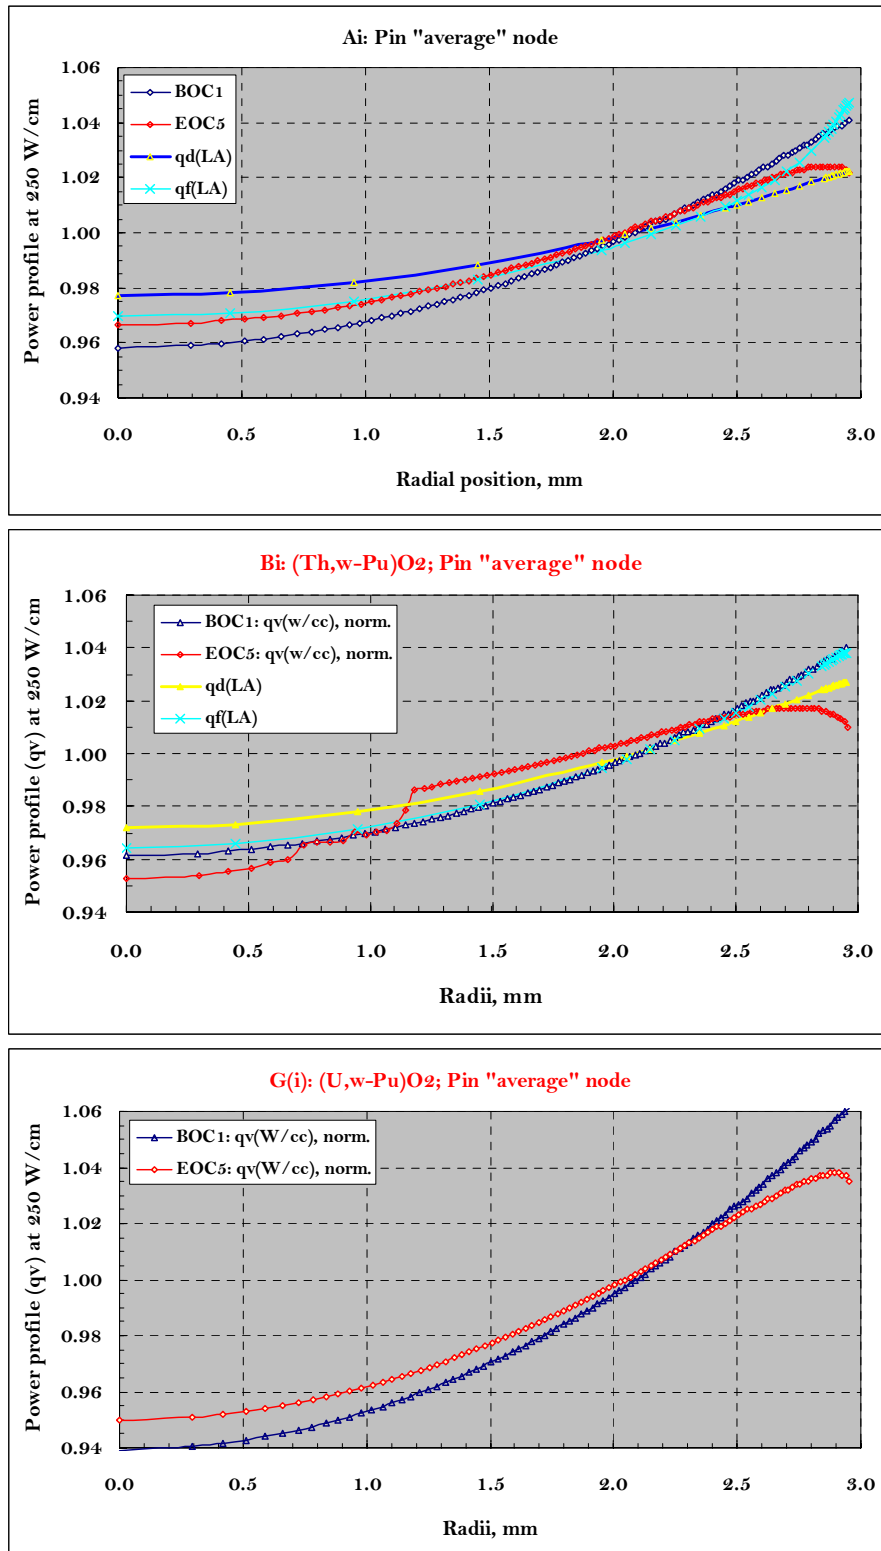 Ai: Pin "average" node
Power profile at 250 W/cm
1.06
1.04
1.02
1.00
0.98
0.96
0.94
BOC1
EOC5
qd(LA)
qf(LA)
0.0 0.5 1.0 1.5 2.0 2.5 3.0
Radial position, mm
Bi: (Th,w-Pu)O2; Pin "average" node
Power profile (qv) at 250 W/cm
1.06
1.04
1.02
1.00
0.98
0.96
0.94
BOC1: qv(w/cc), norm.
EOC5: qv(w/cc), norm.
qd(LA)
qf(LA)
0.0 0.5 1.0 1.5 2.0 2.5 3.0
Radii, mm
G(i): (U,w-Pu)O2; Pin "average" node
Power profile (qv) at 250 W/cm
1.06
1.04
1.02
1.00
0.98
0.96
0.94
BOC1: qv(W/cc), norm.
EOC5: qv(W/cc), norm.
0.0 0.5 1.0 1.5 2.0 2.5 3.0
Radii, mm